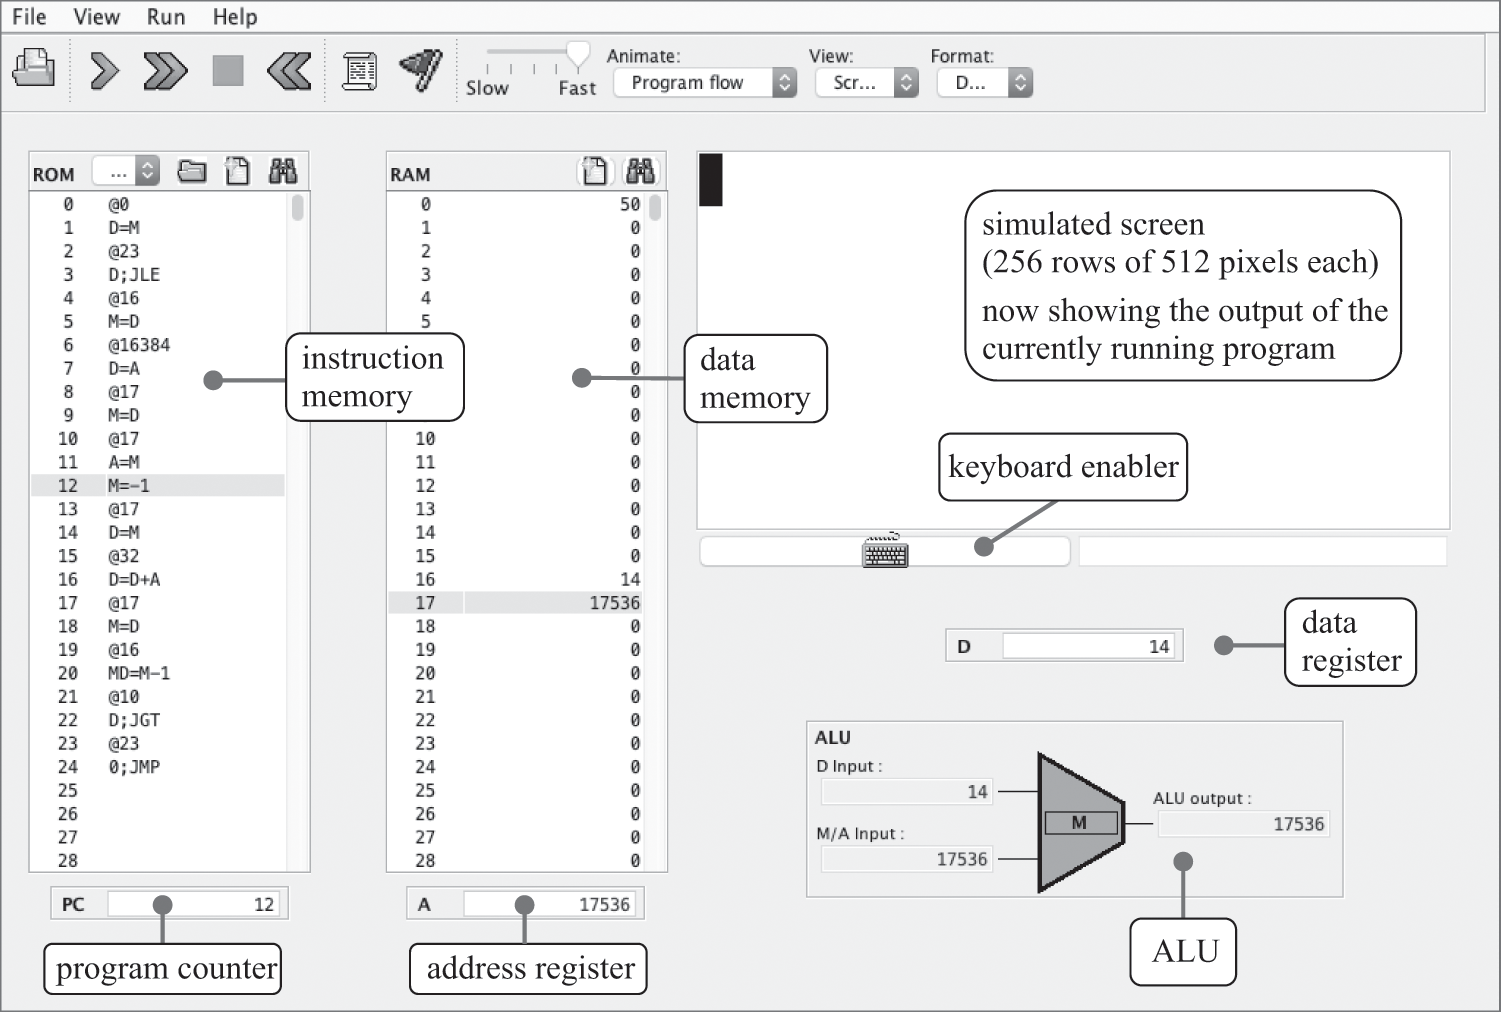 File View Run Help
Slow Fast
Animate:
Program flow
View:
Scr...
Format:
D...
ROM ...
0 @0
1 D=M
2 @23
3 D;JLE
4 @16
5 M=D
6 @16384
7 D=A
8 @17
9 M=D
10 @17
11 A=M
12 M=-1
13 @17
14 D=M
15 @32
16 D=D+A
17 @17
18 M=D
19 @16
20 MD=M-1
21 @10
22 D;JGT
23 @23
24 0;JMP
25
26
27
28
PC 12
program counter
instruction
memory
RAM
0 50
1 0
2 0
3 0
4 0
5 0
0
0
0
0
10 0
11 0
12 0
13 0
14 0
15 0
16 14
17 17536
18 0
19 0
20 0
21 0
22 0
23 0
24 0
25 0
26 0
27 0
28 0
A 17536
address register
data
memory
simulated screen
(256 rows of 512 pixels each)
now showing the output of the
currently running program
keyboard enabler
D 14
data
register
ALU
D Input :
14
M/A Input :
17536
M
ALU output :
17536
ALU